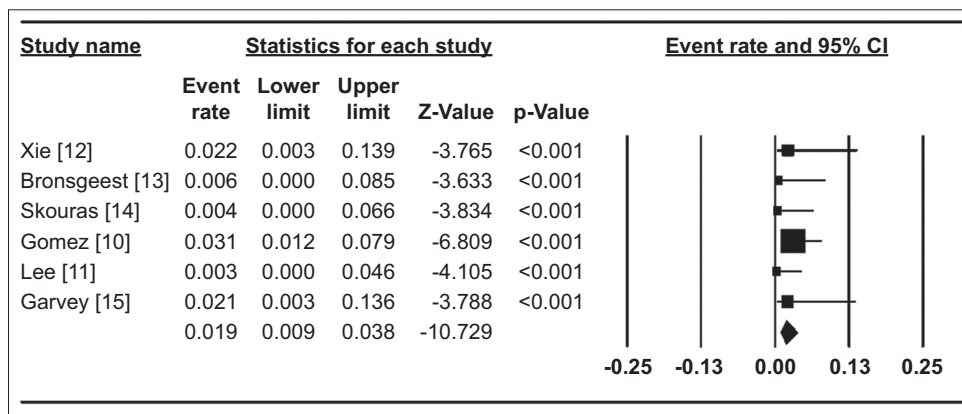 Study name Statistics for each study Event rate and 95% CI
Event rate Lower limit Upper limit Z-Value p-Value
Xie [12] 0.022 0.003 0.139 -3.765 <0.001
Bronsgeest [13] 0.006 0.000 0.085 -3.633 <0.001
Skouras [14] 0.004 0.000 0.066 -3.834 <0.001
Gomez [10] 0.031 0.012 0.079 -6.809 <0.001
Lee [11] 0.003 0.000 0.046 -4.105 <0.001
Garvey [15] 0.021 0.003 0.136 -3.788 <0.001
0.019 0.009 0.038 -10.729
-0.25 -0.13 0.00 0.13 0.25